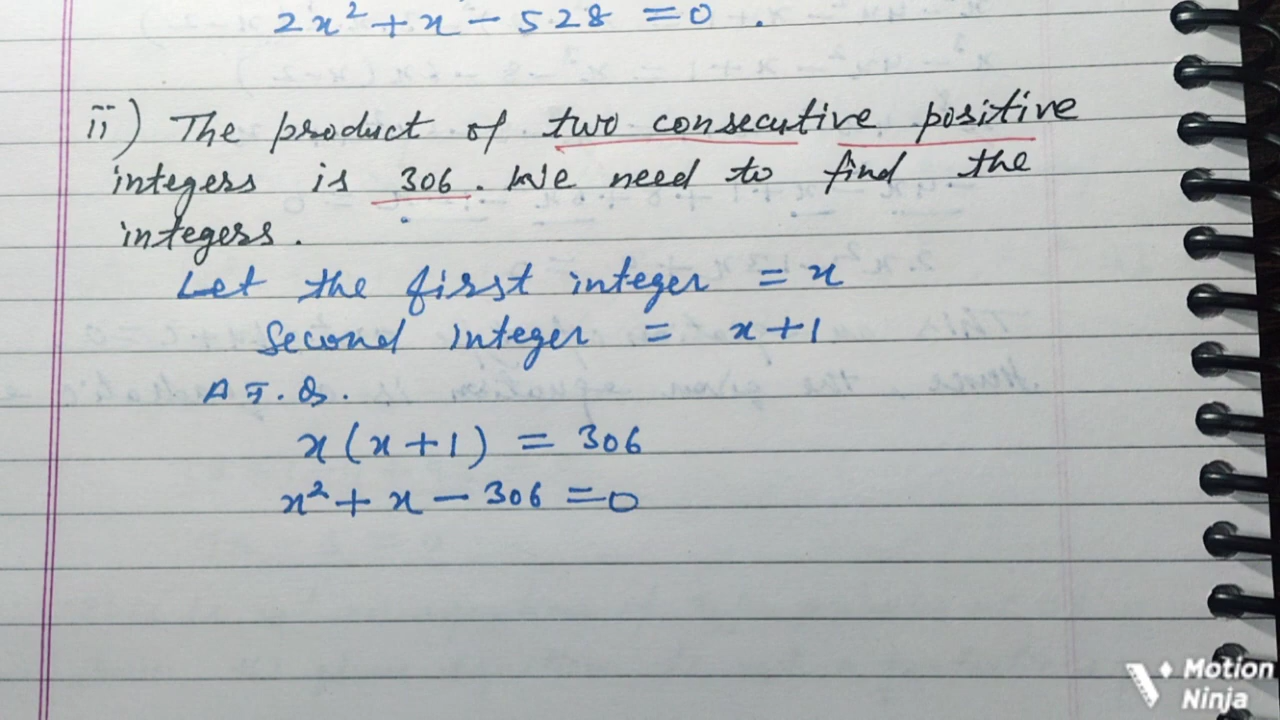 2x² + x - 528 = 0 .
ii) The product of two consecutive positive
integers is 306. We need to find the
integers.
Let the first integer = x
Second integer = x+1
A.T.Q.
x(x+1) = 306
x² + x - 306 = 0
Motion
Ninja